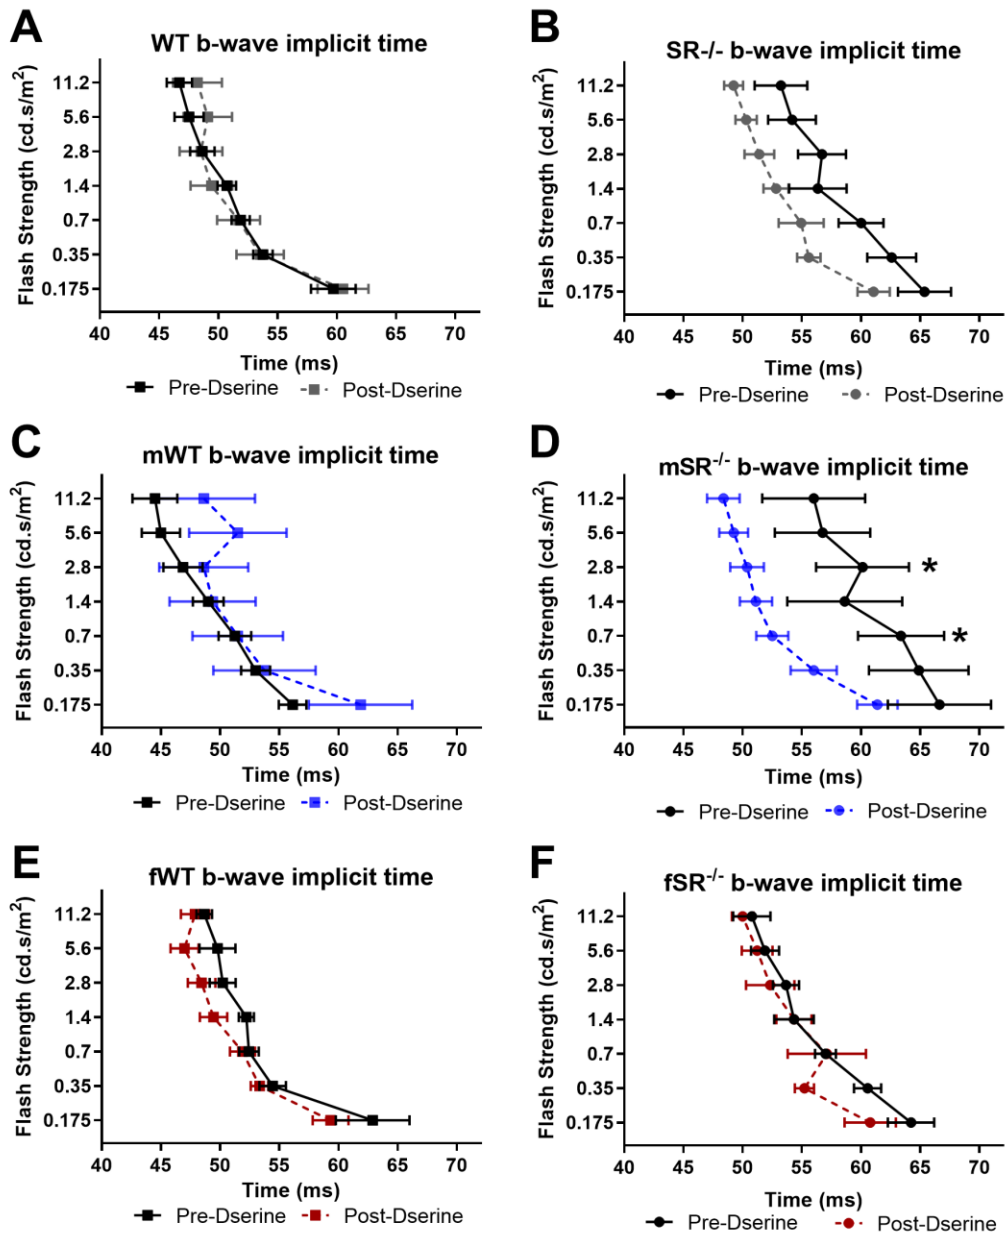 A
WT b-wave implicit time
Flash Strength (cd.s/m²)
11.2
5.6
2.8
1.4
0.7
0.35
0.175
40 45 50 55 60 65 70
Time (ms)
Pre-Dserine Post-Dserine
B
SR-/- b-wave implicit time
Flash Strength (cd.s/m²)
11.2
5.6
2.8
1.4
0.7
0.35
0.175
40 45 50 55 60 65 70
Time (ms)
Pre-Dserine Post-Dserine
C
mWT b-wave implicit time
Flash Strength (cd.s/m²)
11.2
5.6
2.8
1.4
0.7
0.35
0.175
40 45 50 55 60 65 70
Time (ms)
Pre-Dserine Post-Dserine
D
mSR⁻/⁻ b-wave implicit time
Flash Strength (cd.s/m²)
11.2
5.6
2.8
*
1.4
0.7
*
0.35
0.175
40 45 50 55 60 65 70
Time (ms)
Pre-Dserine Post-Dserine
E
fWT b-wave implicit time
Flash Strength (cd.s/m²)
11.2
5.6
2.8
1.4
0.7
0.35
0.175
40 45 50 55 60 65 70
Time (ms)
Pre-Dserine Post-Dserine
F
fSR⁻/⁻ b-wave implicit time
Flash Strength (cd.s/m²)
11.2
5.6
2.8
1.4
0.7
0.35
0.175
40 45 50 55 60 65 70
Time (ms)
Pre-Dserine Post-Dserine